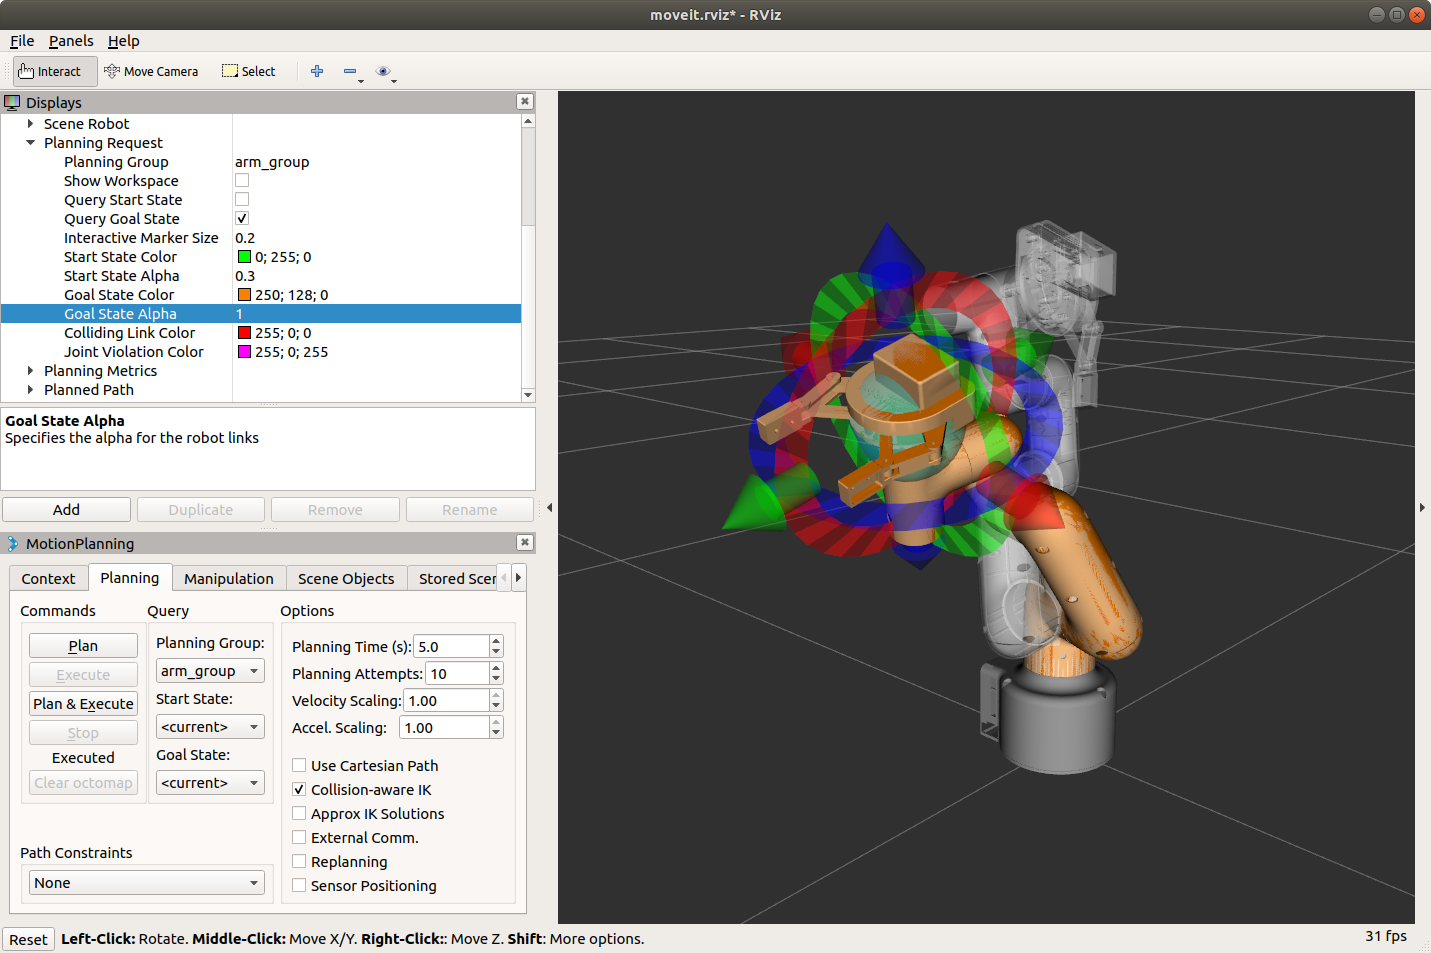 moveit.rviz* - RViz
File Panels Help
Interact Move Camera Select
Displays
Scene Robot
Planning Request
Planning Group arm_group
Show Workspace
Query Start State
Query Goal State
Interactive Marker Size 0.2
Start State Color 0; 255; 0
Start State Alpha 0.3
Goal State Color 250; 128; 0
Goal State Alpha 1
Colliding Link Color 255; 0; 0
Joint Violation Color 255; 0; 255
Planning Metrics
Planned Path
Goal State Alpha
Specifies the alpha for the robot links
Add Duplicate Remove Rename
MotionPlanning
Context Planning Manipulation Scene Objects Stored Scen
Commands Query Options
Plan
Execute
Plan & Execute
Stop
Executed
Clear octomap
Planning Group:
arm_group
Start State:
<current>
Goal State:
<current>
Planning Time (s): 5.0
Planning Attempts: 10
Velocity Scaling: 1.00
Accel. Scaling: 1.00
Use Cartesian Path
Collision-aware IK
Approx IK Solutions
External Comm.
Replanning
Sensor Positioning
Path Constraints
None
Reset Left-Click: Rotate. Middle-Click: Move X/Y. Right-Click:: Move Z. Shift: More options. 31 fps